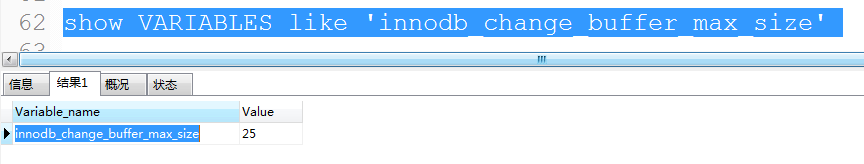 62 show VARIABLES like 'innodb_change_buffer_max_size'
63
信息 结果1 概况 状态
Variable_name Value
innodb_change_buffer_max_size 25